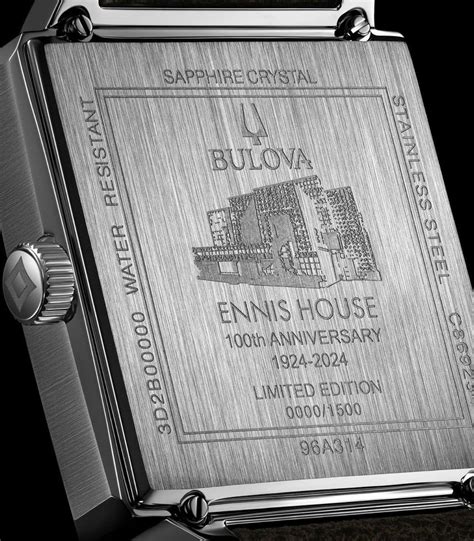 SAPPHIRE CRYSTAL
BULOVA
ENNIS HOUSE
100th ANNIVERSARY
1924-2024
LIMITED EDITION
0000/1500
96A314
3D2B00000 WATER RESISTANT
STAINLESS STEEL C8692